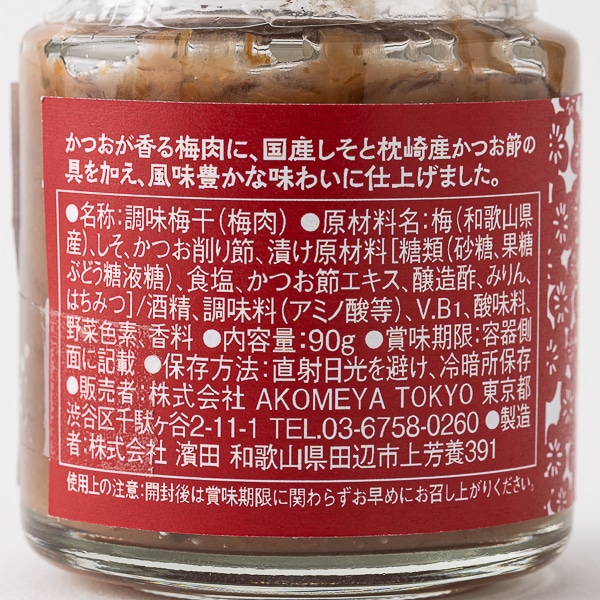 かつおが香る梅肉に、国産しそと枕崎産かつお節の
具を加え、風味豊かな味わいに仕上げました。
●名称:調味梅干(梅肉) ●原材料名:梅(和歌山県
産)、しそ、かつお削り節、漬け原材料[糖類(砂糖、果糖
ぶどう糖液糖)、食塩、かつお節エキス、醸造酢、みりん、
はちみつ]/酒精、調味料(アミノ酸等)、V.B₁、酸味料、
野菜色素、香料 ●内容量:90g ●賞味期限:容器側
面に記載 ●保存方法:直射日光を避け、冷暗所保存
●販売者:株式会社 AKOMEYA TOKYO 東京都
渋谷区千駄ヶ谷2-11-1 TEL.03-6758-0260 ●製造
者:株式会社 濱田 和歌山県田辺市上芳養391
使用上の注意:開封後は賞味期限に関わらずお早めにお召し上がりください。